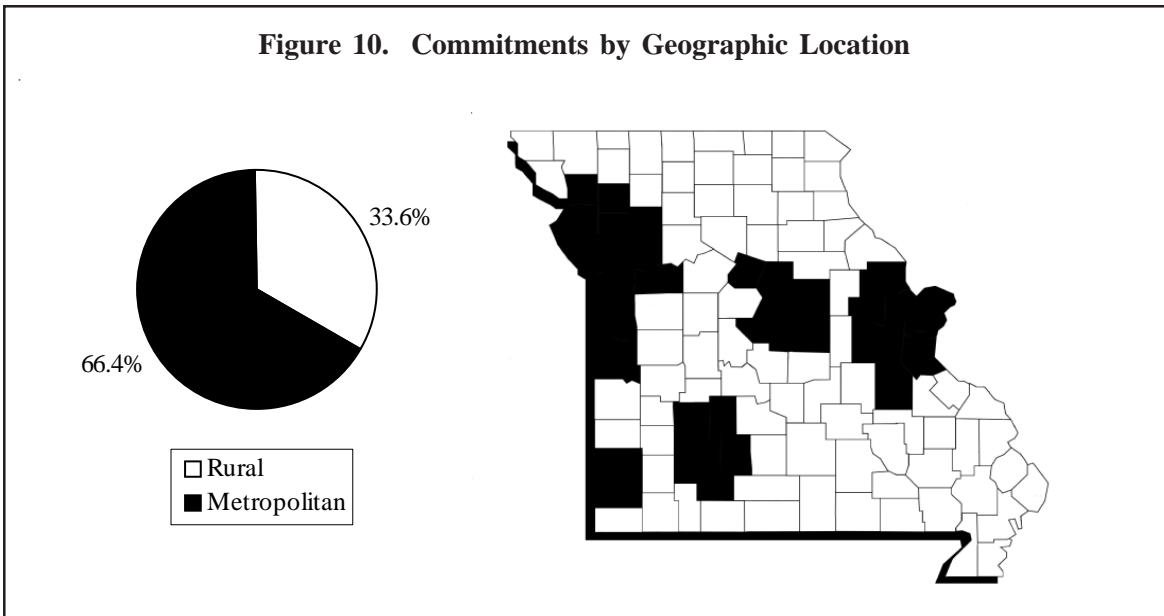 Figure 10. Commitments by Geographic Location
33.6%
66.4%
Rural
Metropolitan